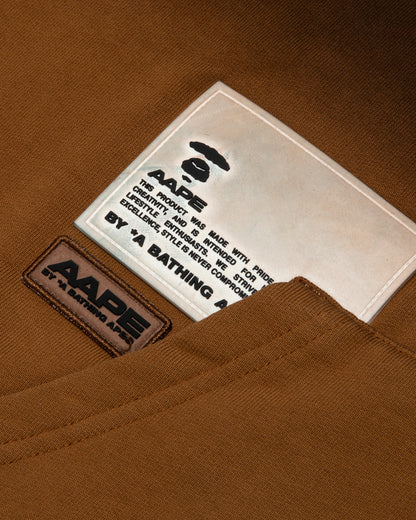 AAPE
THIS PRODUCT WAS MADE WITH PRIDE
CREATIVITY, AND IS INTENDED FOR
LIFESTYLE ENTHUSIASTS. WE STRIVE
EXCELLENCE, STYLE IS NEVER COMPROM
BY *A BATHING A
AAPE
BY *A BATHING APE